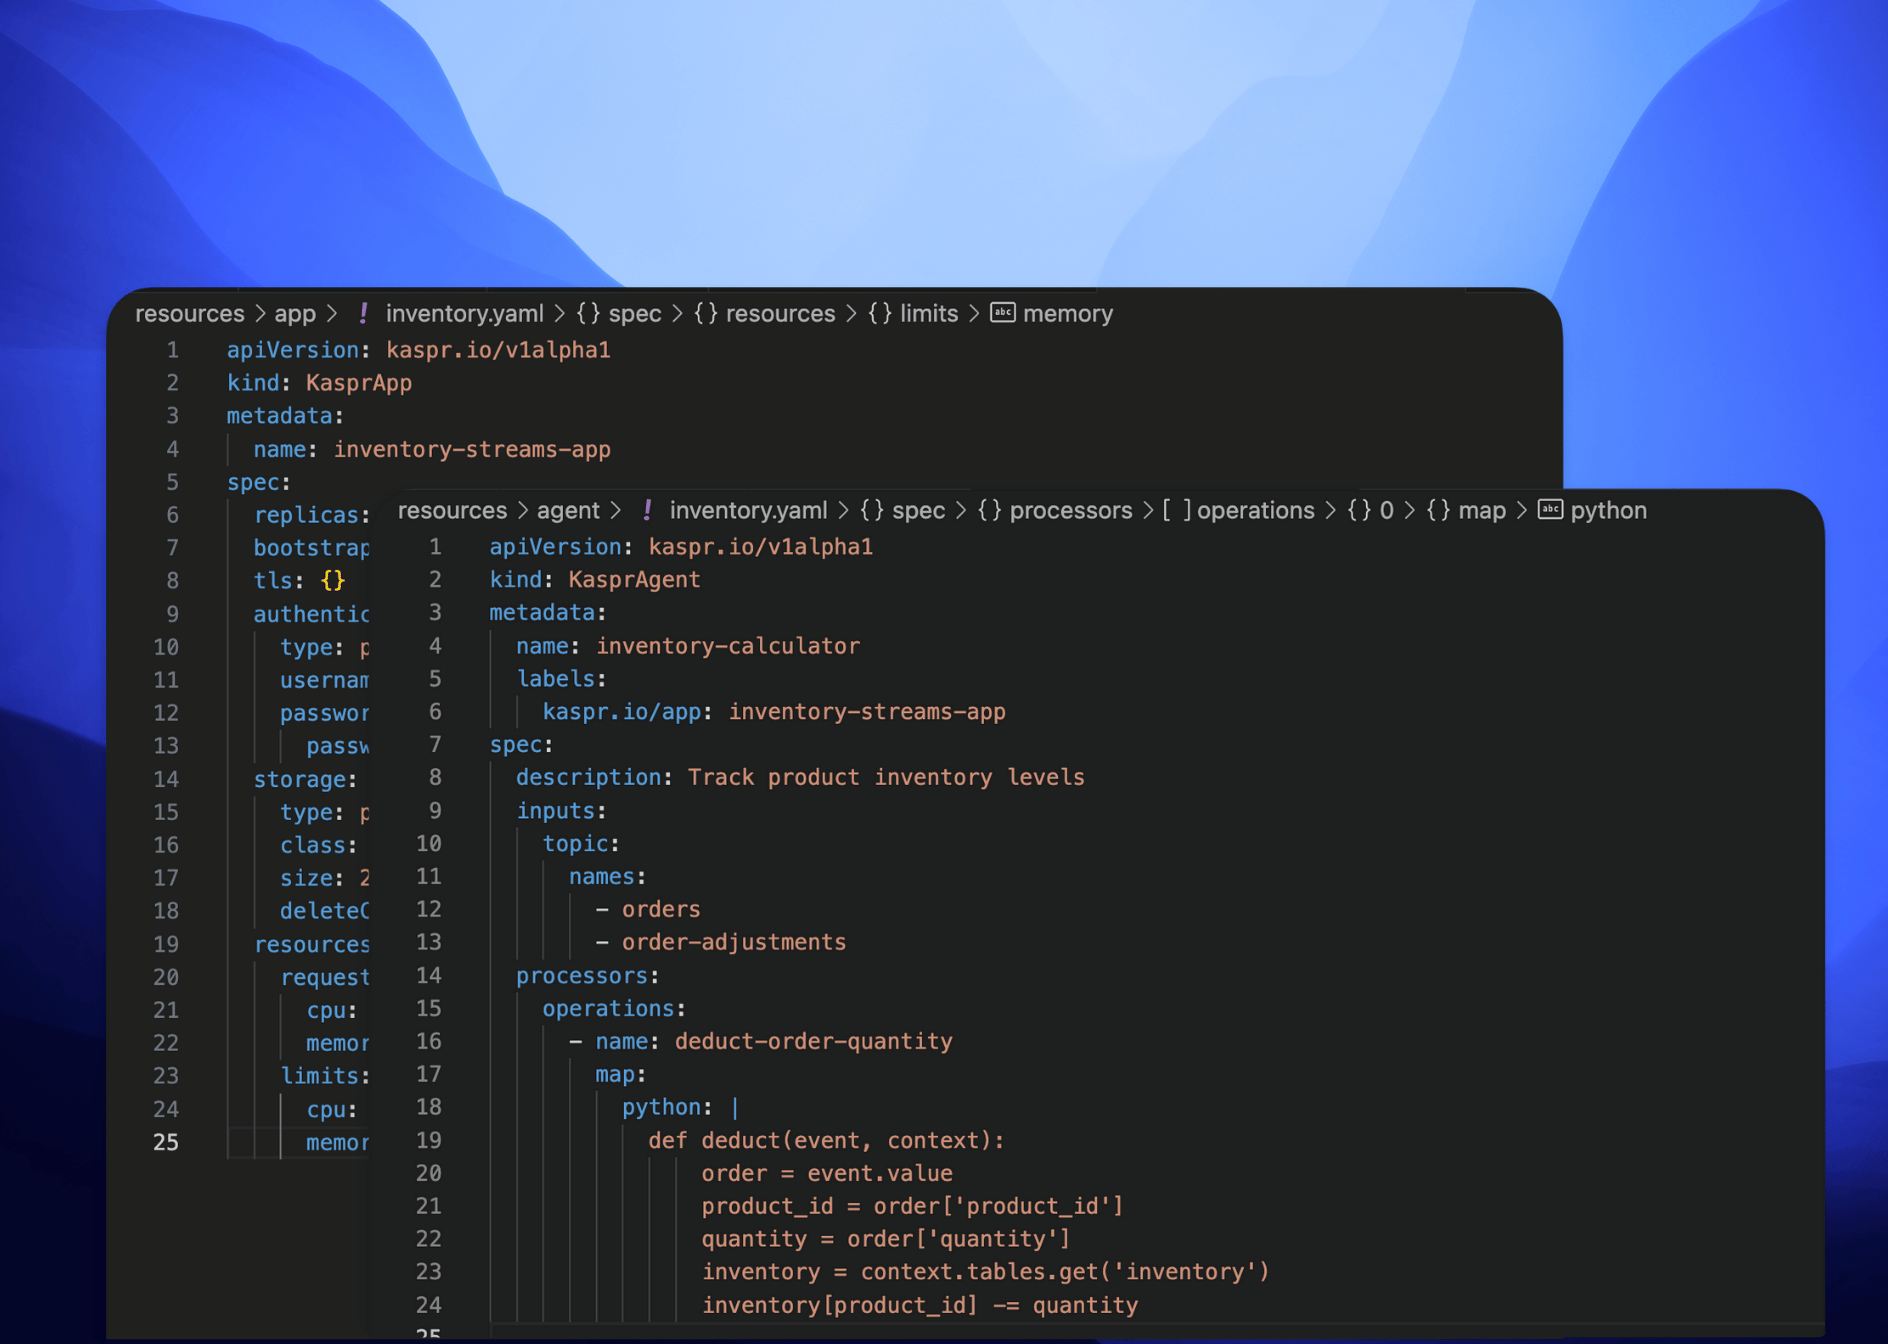 resources > app > ! inventory.yaml > {} spec > {} resources > {} limits > abc memory
1 apiVersion: kaspr.io/v1alpha1
2 kind: KasprApp
3 metadata:
4 name: inventory-streams-app
5 spec:
6 replicas:
7 bootstrap
8 tls: {}
9 authentic
10 type: p
11 usernam
12 passwor
13 passw
14 storage:
15 type: p
16 class:
17 size: 2
18 delete
19 resources
20 request
21 cpu:
22 memor
23 limits:
24 cpu:
25 memor
resources > agent > ! inventory.yaml > {} spec > {} processors > [ ] operations > {} 0 > {} map > abc python
1 apiVersion: kaspr.io/v1alpha1
2 kind: KasprAgent
3 metadata:
4 name: inventory-calculator
5 labels:
6 kaspr.io/app: inventory-streams-app
7 spec:
8 description: Track product inventory levels
9 inputs:
10 topic:
11 names:
12 - orders
13 - order-adjustments
14 processors:
15 operations:
16 - name: deduct-order-quantity
17 map:
18 python: |
19 def deduct(event, context):
20 order = event.value
21 product_id = order['product_id']
22 quantity = order['quantity']
23 inventory = context.tables.get('inventory')
24 inventory[product_id] -= quantity
25